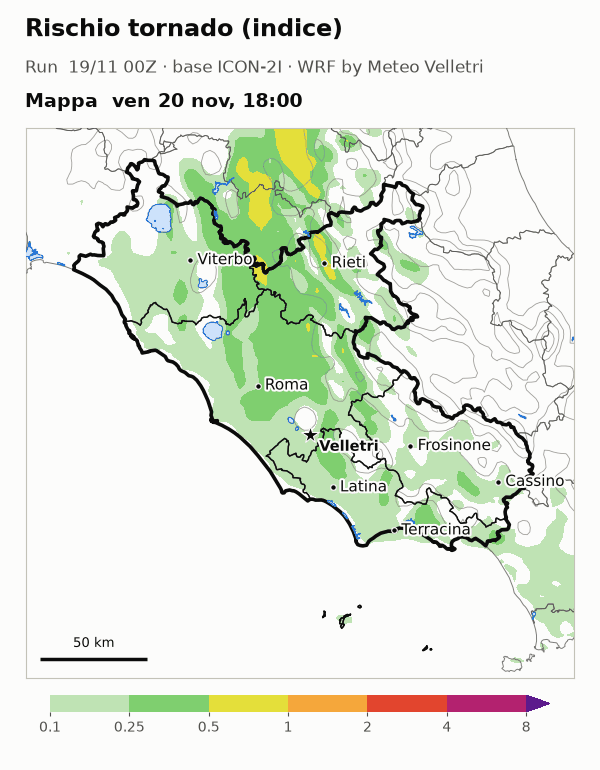 Rischio tornado (indice)
Run  19/11 00Z · base ICON-2I · WRF by Meteo Velletri
Mappa  ven 20 nov, 18:00
Viterbo
Rieti
Roma
Velletri
Frosinone
Cassino
Latina
Terracina
50 km
0.1 0.25 0.5 1 2 4 8